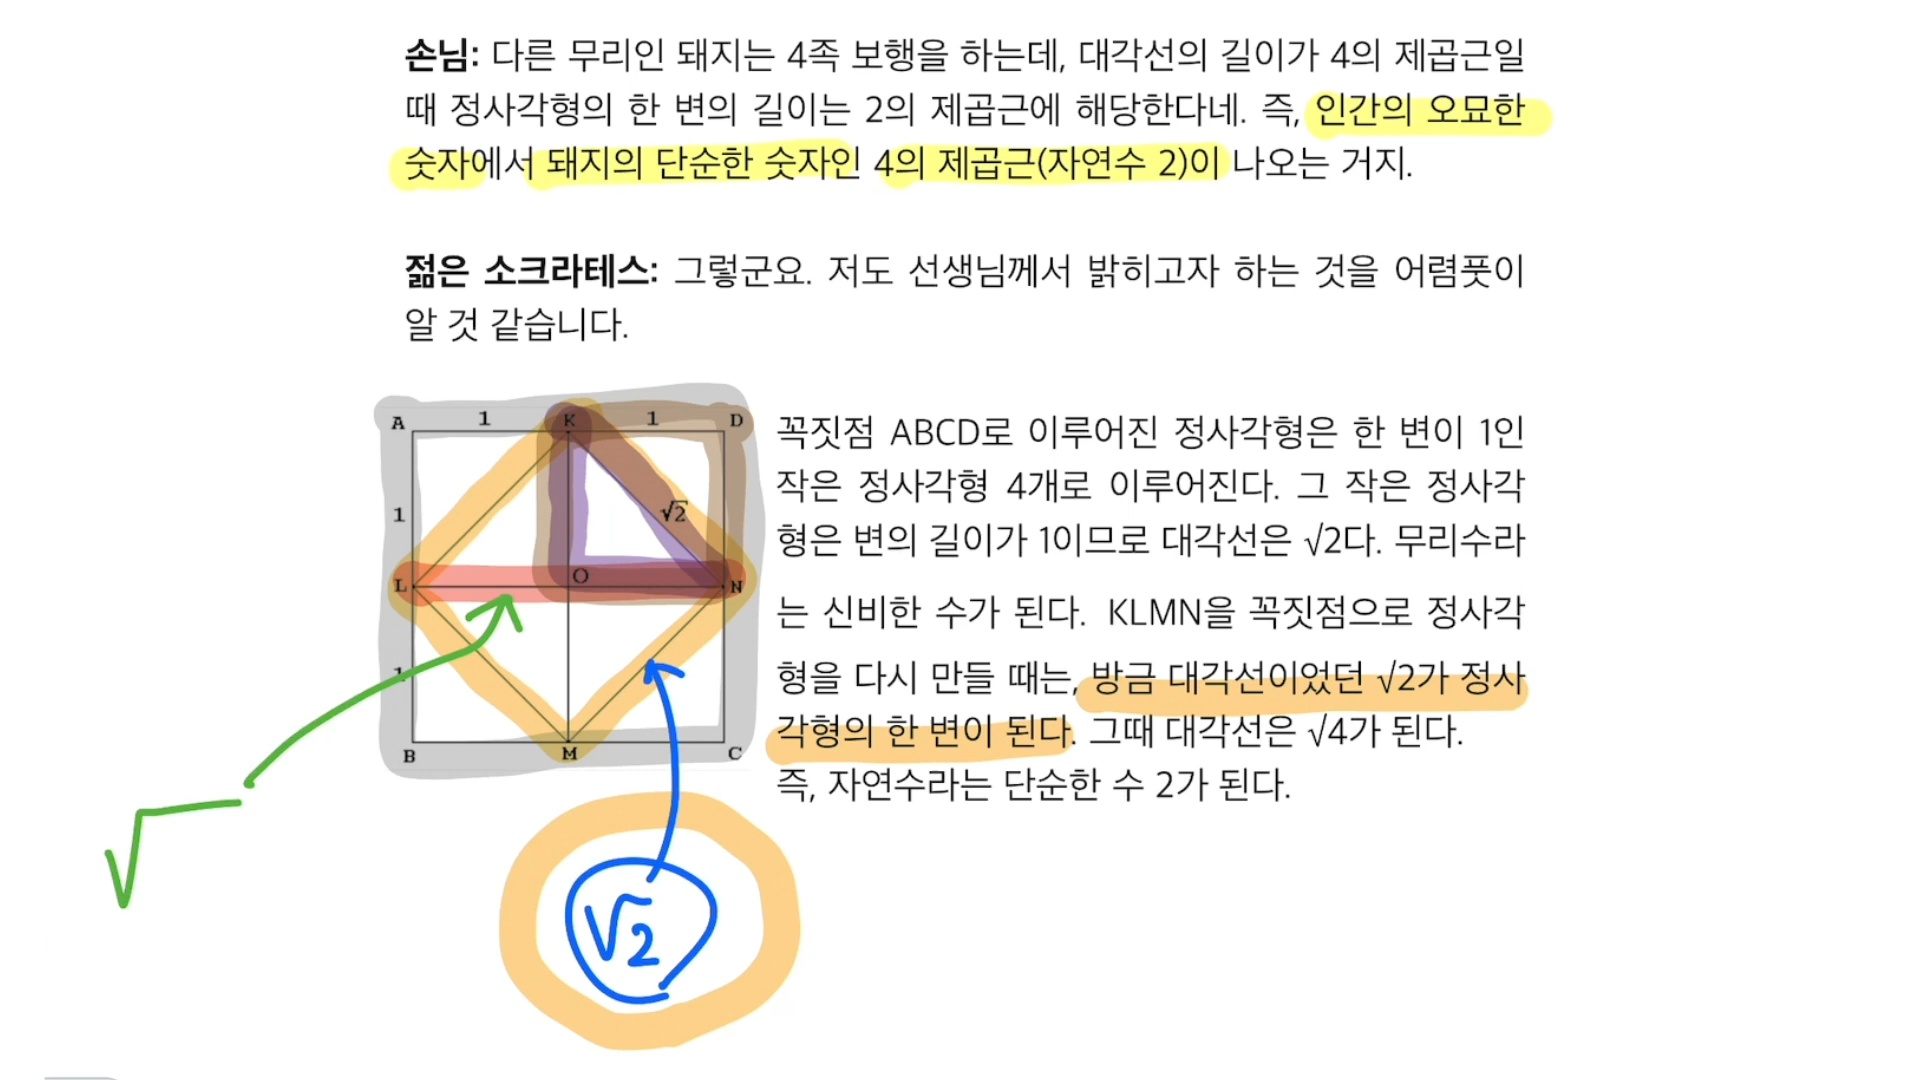 손님: 다른 무리인 돼지는 4족 보행을 하는데, 대각선의 길이가 4의 제곱근일
때 정사각형의 한 변의 길이는 2의 제곱근에 해당한다네. 즉, 인간의 오묘한
숫자에서 돼지의 단순한 숫자인 4의 제곱근(자연수 2)이 나오는 거지.
젊은 소크라테스: 그렇군요. 저도 선생님께서 밝히고자 하는 것을 어렴풋이
알 것 같습니다.
A 1 K 1 D
1 √2
L O N
1
B M C
꼭짓점 ABCD로 이루어진 정사각형은 한 변이 1인
작은 정사각형 4개로 이루어진다. 그 작은 정사각
형은 변의 길이가 1이므로 대각선은 √2다. 무리수라
는 신비한 수가 된다. KLMN을 꼭짓점으로 정사각
형을 다시 만들 때는, 방금 대각선이었던 √2가 정사
각형의 한 변이 된다. 그때 대각선은 √4가 된다.
즉, 자연수라는 단순한 수 2가 된다.
√
√2